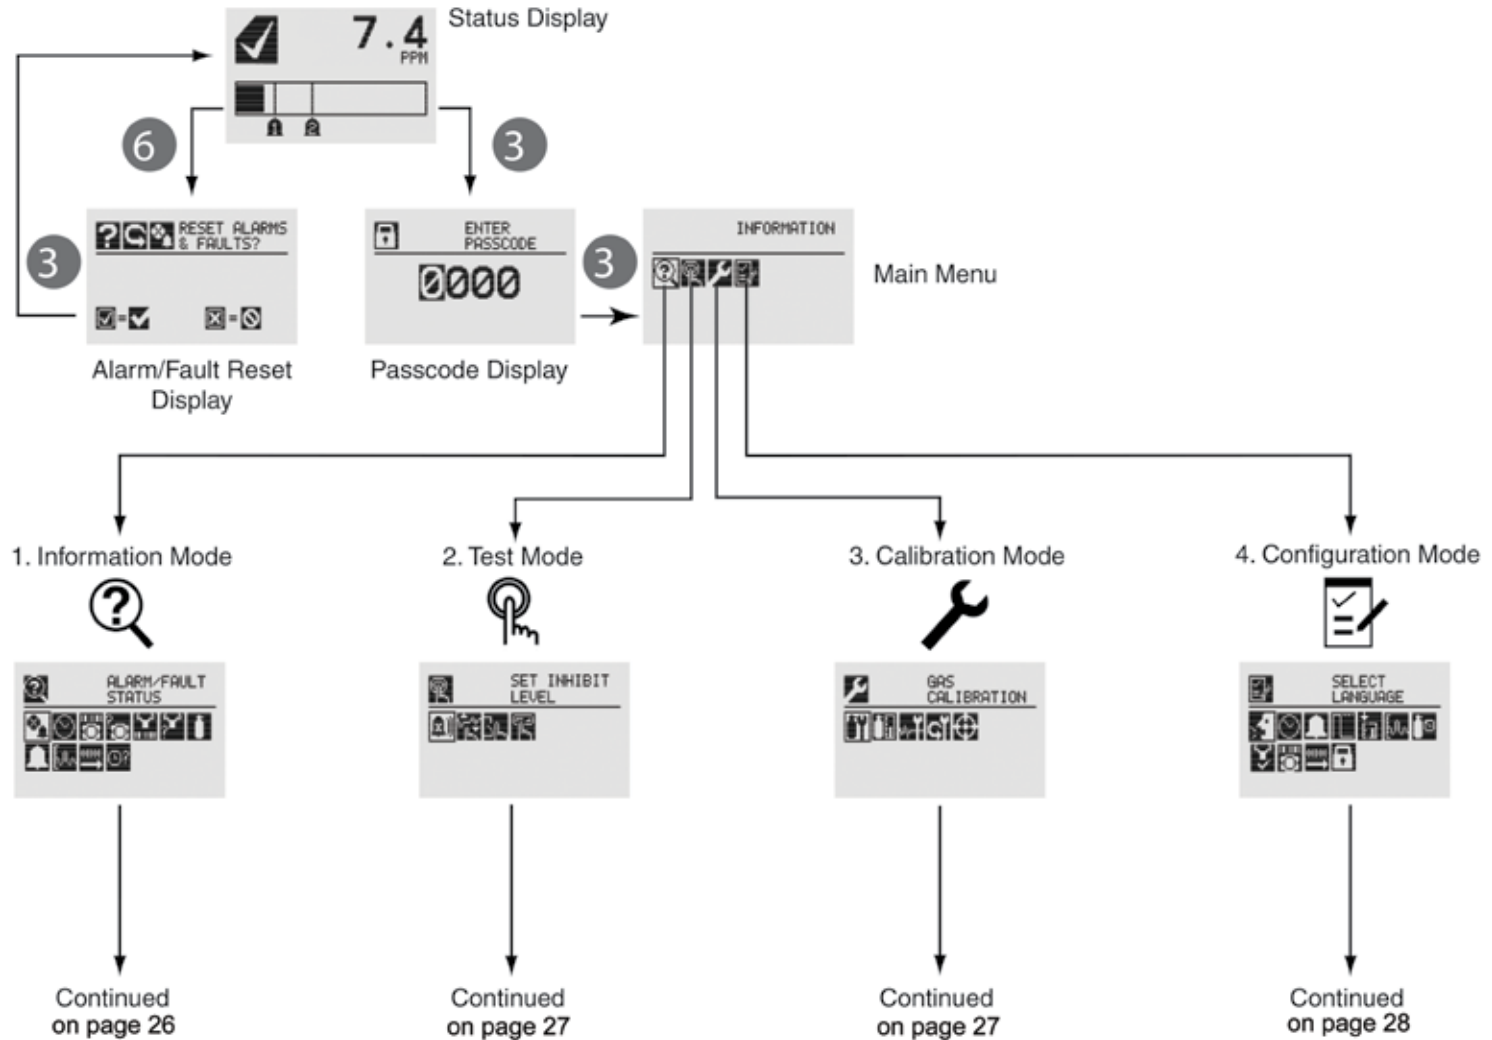 Status Display
7.4
PPM
1 2
6
3
RESET ALARMS
& FAULTS?
=
=
3
Alarm/Fault Reset
Display
ENTER
PASSCODE
0000
Passcode Display
3
INFORMATION
Main Menu
1. Information Mode
?
ALARM/FAULT
STATUS
2. Test Mode
SET INHIBIT
LEVEL
3. Calibration Mode
GAS
CALIBRATION
4. Configuration Mode
SELECT
LANGUAGE
Continued
on page 26
Continued
on page 27
Continued
on page 27
Continued
on page 28